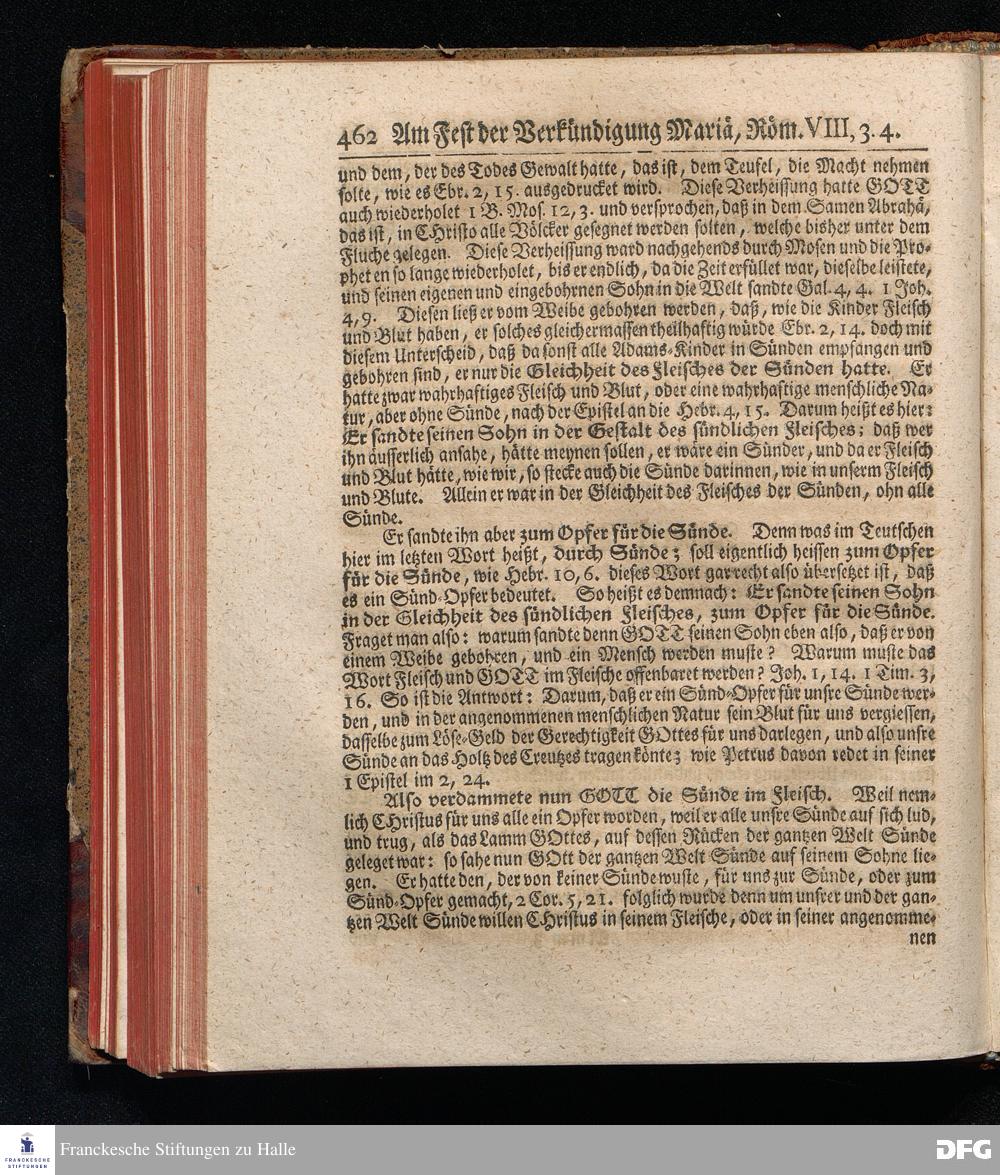 462 Am Fest der Verkündigung Mariä, Röm. VIII, 3. 4.
und dem, der des Todes Gewalt hatte, das ist, dem Teufel, die Macht nehmen
solte, wie es Ebr. 2, 15. ausgedrucket wird. Diese Verheissung hatte GOTT
auch wiederholet 1 B. Mos. 12, 3. und versprochen, daß in dem Samen Abrahä,
das ist, in CHristo alle Völcker gesegnet werden solten, welche bisher unter dem
Fluche gelegen. Diese Verheissung ward nachgehends durch Mosen und die Pro-
pheten so lange wiederholet, bis er endlich, da die Zeit erfüllet war, dieselbe leistete,
und seinen eigenen und eingebohrnen Sohn in die Welt sandte Gal. 4, 4. 1 Joh.
4, 9. Diesen ließ er vom Weibe gebohren werden, daß, wie die Kinder Fleisch
und Blut haben, er solches gleichermassen theilhaftig würde Ebr. 2, 14. doch mit
diesem Unterscheid, daß da sonst alle Adams-Kinder in Sünden empfangen und
gebohren sind, er nur die Gleichheit des Fleisches der Sünden hatte. Er
hatte zwar wahrhaftiges Fleisch und Blut, oder eine wahrhaftige menschliche Na-
tur, aber ohne Sünde, nach der Epistel an die Hebr. 4, 15. Darum heißt es hier:
Er sandte seinen Sohn in der Gestalt des sündlichen Fleisches; daß wer
ihn äusserlich ansahe, hätte meynen sollen, er wäre ein Sünder, und da er Fleisch
und Blut hätte, wie wir, so stecke auch die Sünde darinnen, wie in unserm Fleisch
und Blute. Allein er war in der Gleichheit des Fleisches der Sünden, ohn alle
Sünde.
Er sandte ihn aber zum Opfer für die Sünde. Denn was im Teutschen
hier im letzten Wort heißt, durch Sünde; soll eigentlich heissen zum Opfer
für die Sünde, wie Hebr. 10, 6. dieses Wort gar recht also übersetzet ist, daß
es ein Sünd-Opfer bedeutet. So heißt es demnach: Er sandte seinen Sohn
in der Gleichheit des sündlichen Fleisches, zum Opfer für die Sünde.
Fraget man also: warum sandte denn GOTT seinen Sohn eben also, daß er von
einem Weibe gebohren, und ein Mensch werden muste? Warum muste das
Wort Fleisch und GOTT im Fleische offenbaret werden? Joh. 1, 14. 1 Tim. 3,
16. So ist die Antwort: Darum, daß er ein Sünd-Opfer für unsre Sünde wer-
den, und in der angenommenen menschlichen Natur sein Blut für uns vergiessen,
dasselbe zum Löse-Geld der Gerechtigkeit GOttes für uns darlegen, und also unsre
Sünde an das Holtz des Creutzes tragen könte; wie Petrus davon redet in seiner
1 Epistel im 2, 24.
Also verdammete nun GOTT die Sünde im Fleisch. Weil nem-
lich CHristus für uns alle ein Opfer worden, weil er alle unsre Sünde auf sich lud,
und trug, als das Lamm GOttes, auf dessen Rücken der gantzen Welt Sünde
geleget war: so sahe nun GOtt der gantzen Welt Sünde auf seinem Sohne lie-
gen. Er hatte den, der von keiner Sünde wuste, für uns zur Sünde, oder zum
Sünd-Opfer gemacht, 2 Cor. 5, 21. folglich wurde denn um unsrer und der gan-
tzen Welt Sünde willen CHristus in seinem Fleische, oder in seiner angenomme-
nen
FRANCKESCHE
STIFTUNGEN
Franckesche Stiftungen zu Halle
DFG